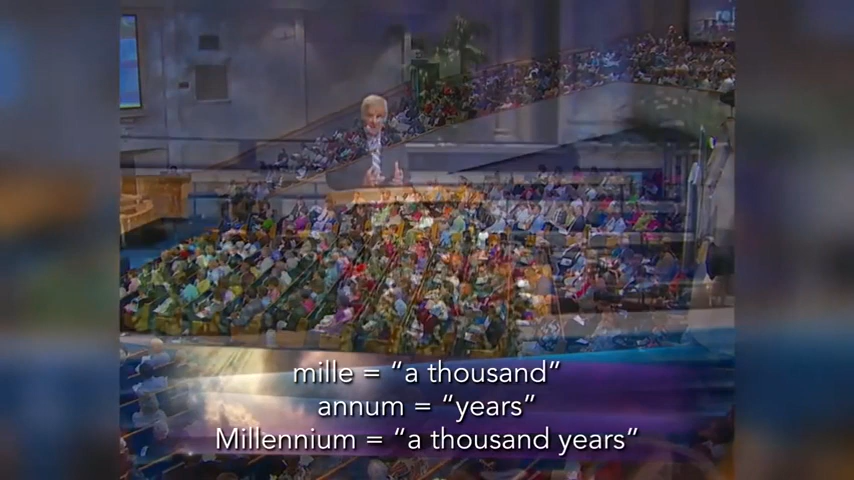 mille = “a thousand”
annum = “years”
Millennium = “a thousand years”